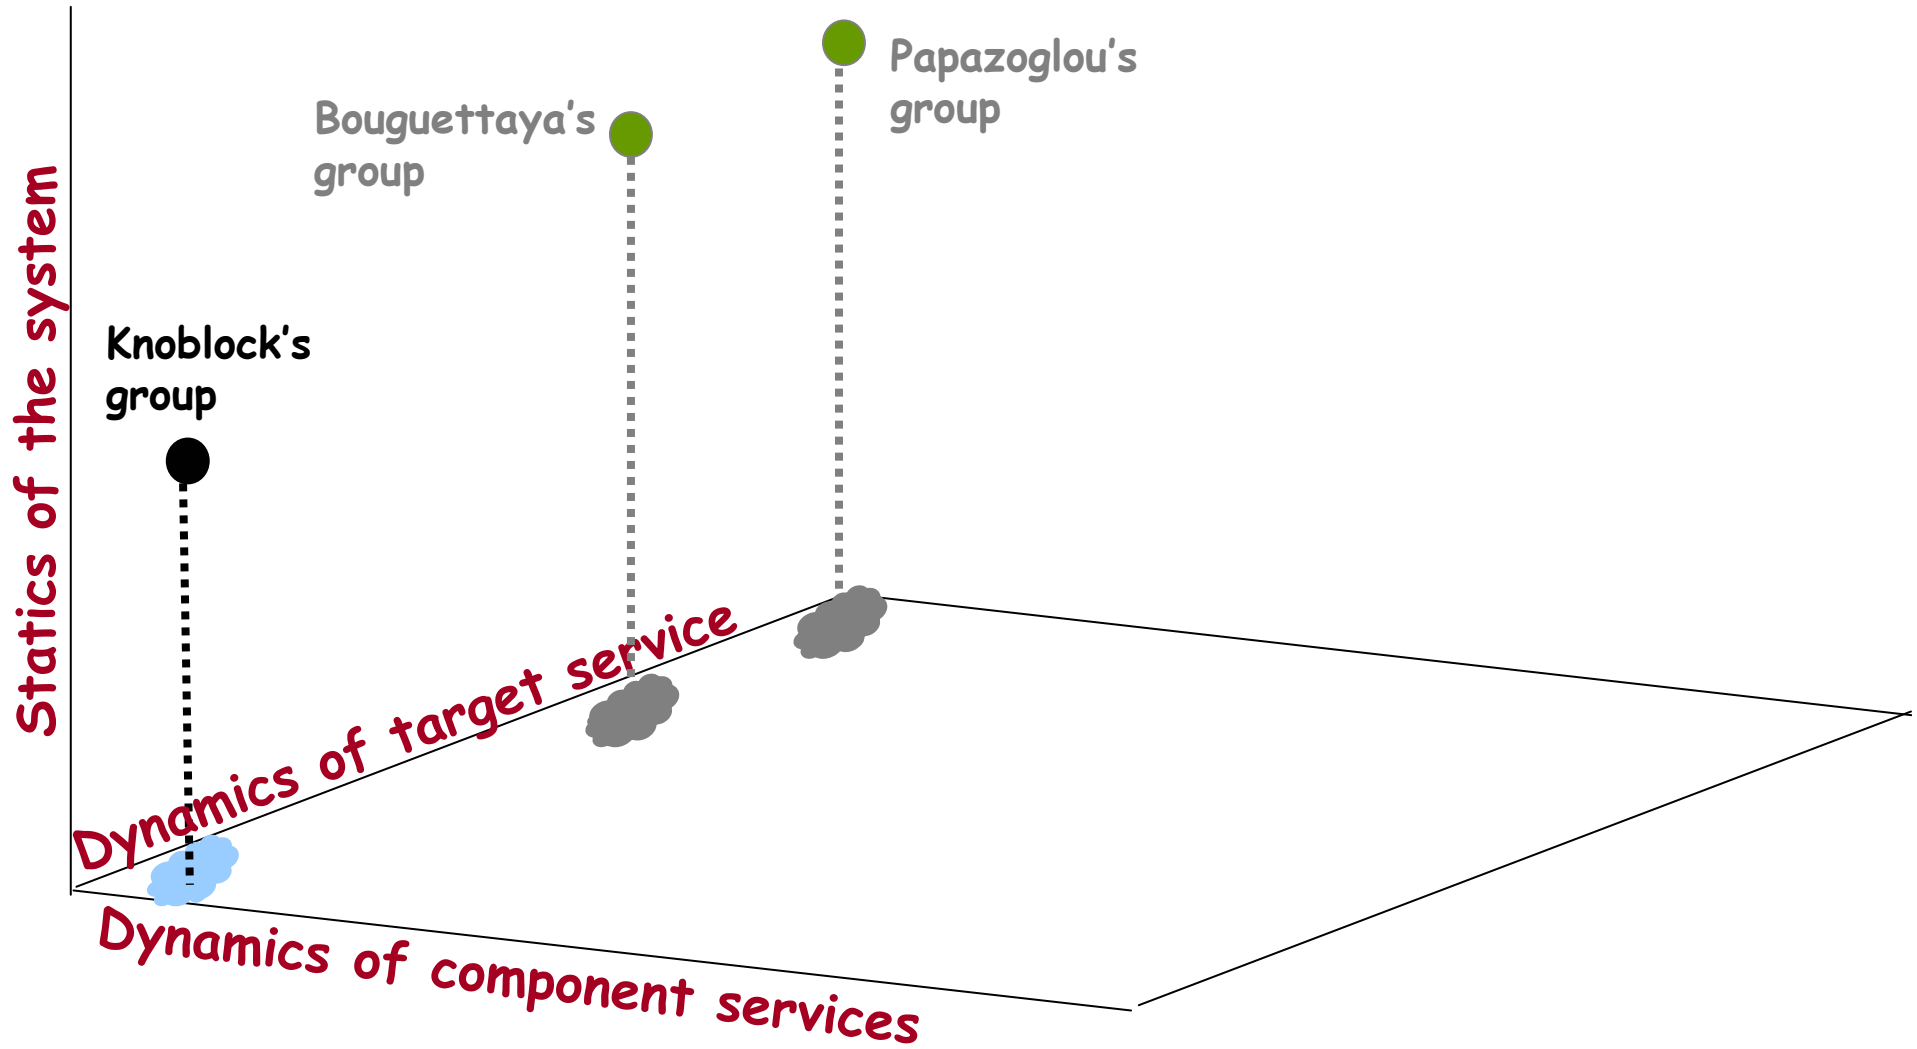 Papazoglou's
group
Bouguettaya's
group
Statics of the system
Knoblock's
group
Dynamics of target service
Dynamics of component services